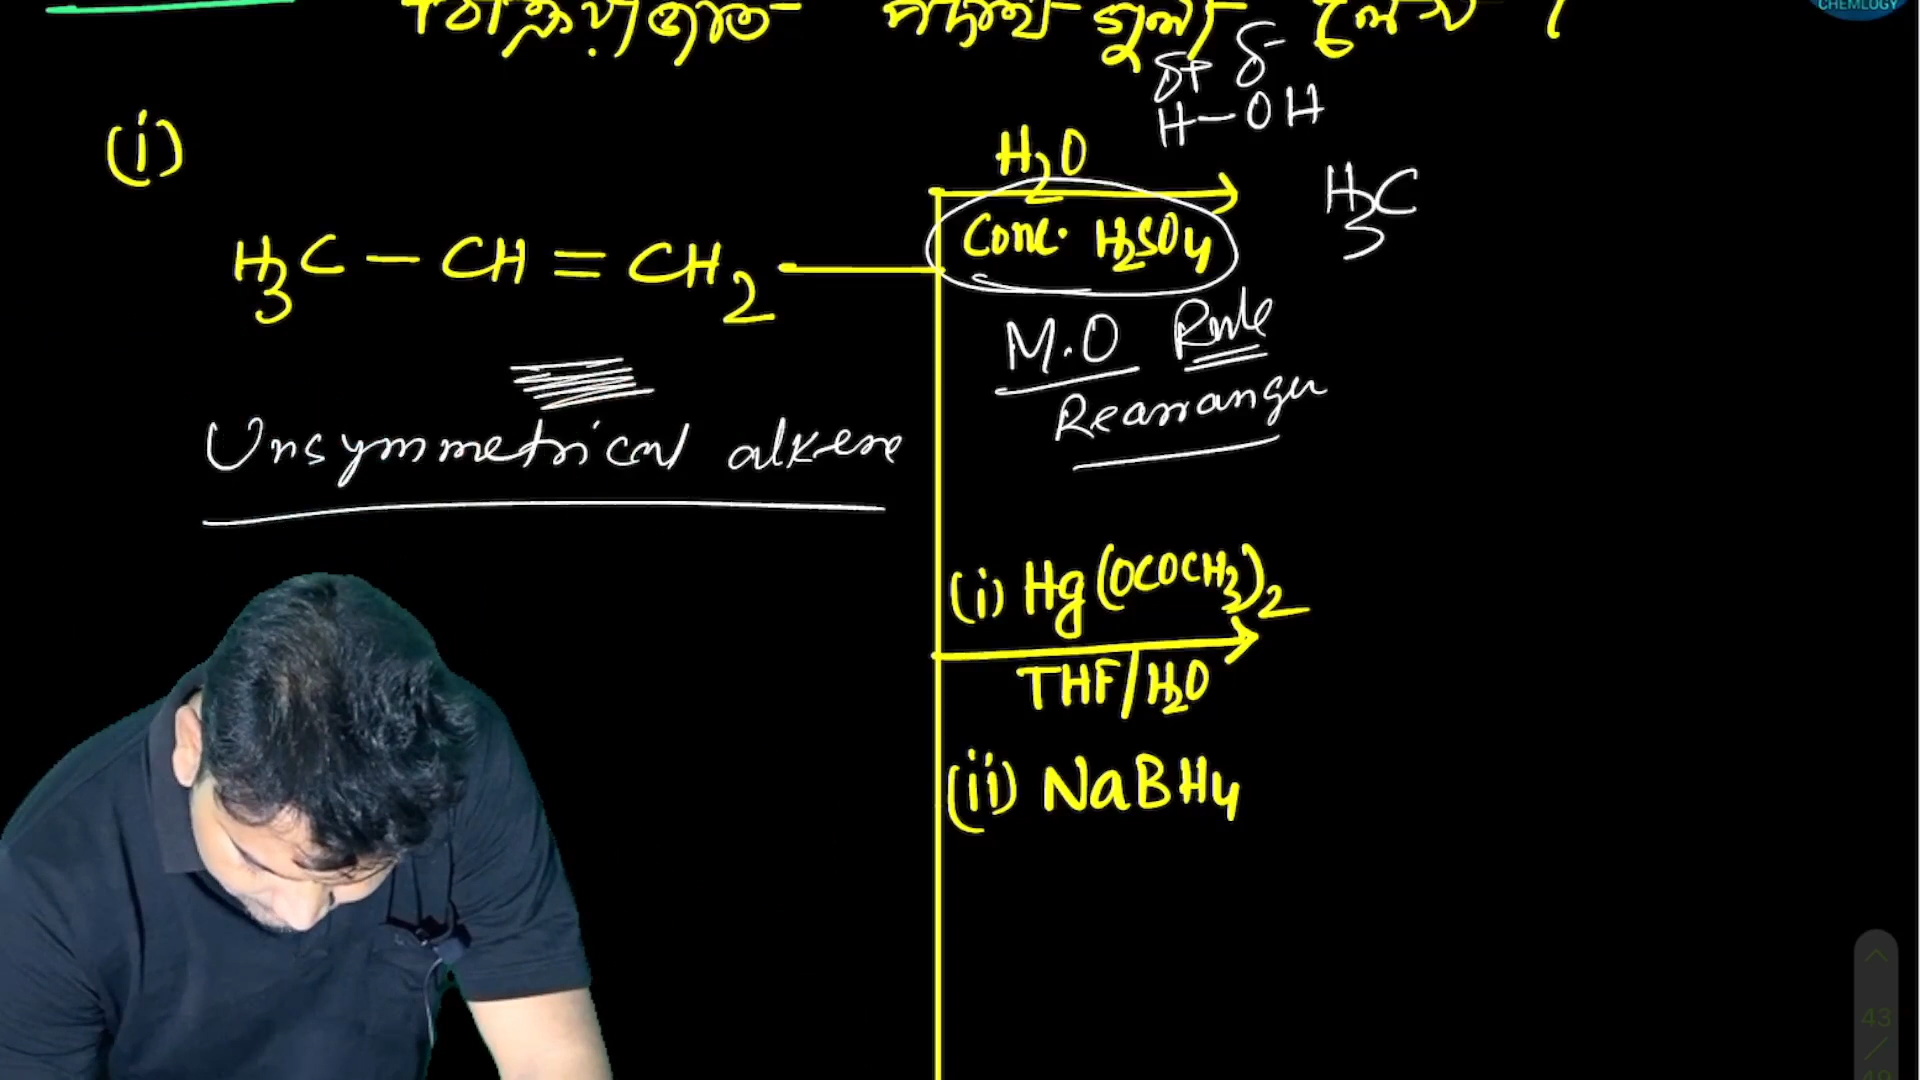 CHEMLOGY
δ+ δ-
H-OH
(i)
H2O
H3C
Conc. H2SO4
H3C - CH = CH2
M.O Rule
Unsymmetrical alkene
(i) Hg(OCOCH3)2
THF/H2O
(ii) NaBH4
43
/